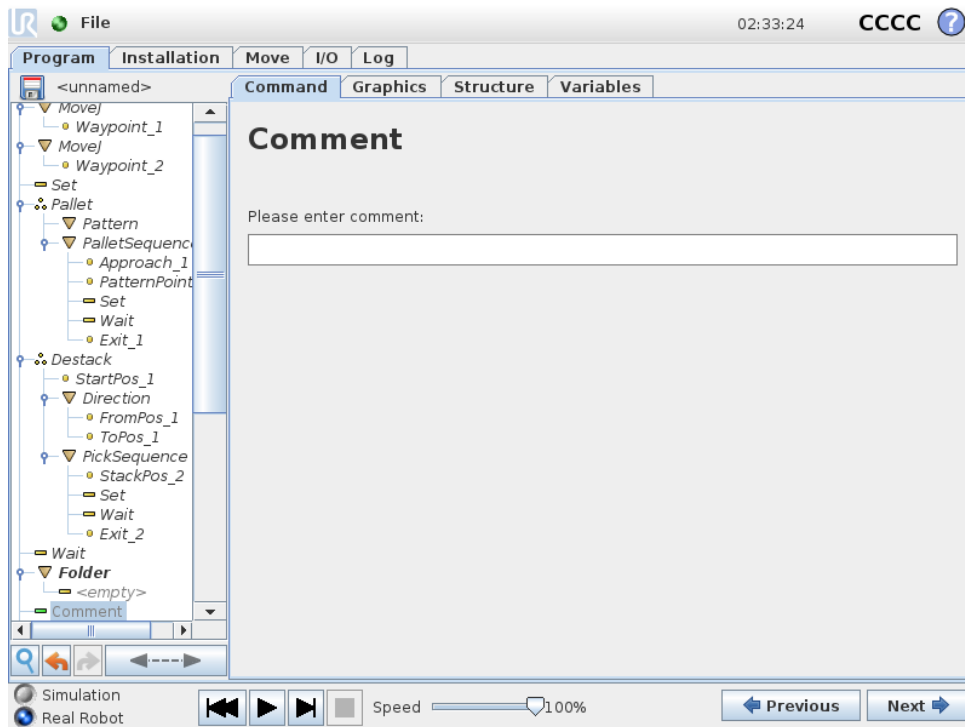 UR File 02:33:24 CCCC ?
Program Installation Move I/O Log
<unnamed>
Command Graphics Structure Variables
MoveJ
Waypoint_1
MoveJ
Waypoint_2
Set
Pallet
Pattern
PalletSequenc
Approach_1
PatternPoint
Set
Wait
Exit_1
Destack
StartPos_1
Direction
FromPos_1
ToPos_1
PickSequence
StackPos_2
Set
Wait
Exit_2
Wait
Folder
<empty>
Comment
Comment
Please enter comment:
Simulation
Real Robot
Speed 100%
Previous Next